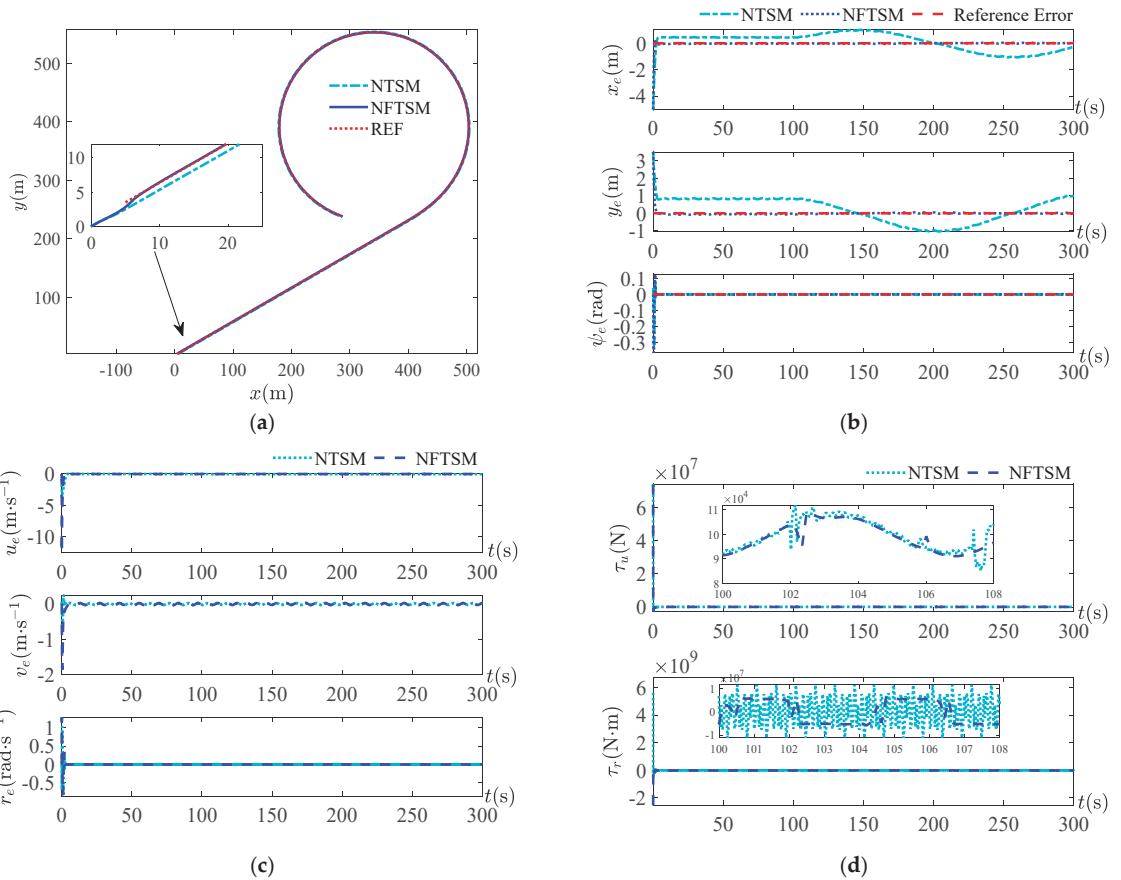 NTSM NFTSM REF
y(m)
500
400
300
200
100
-100 0 100 200 300 400 500
x(m)
10
5
0
0 10 20
(a)
NTSM NFTSM Reference Error
x_e(m)
0
-2
-4
0 50 100 150 200 250 300
t(s)
y_e(m)
3
2
1
0
-1
0 50 100 150 200 250 300
t(s)
ψ_e(rad)
0.1
0
-0.1
-0.2
-0.3
0 50 100 150 200 250 300
t(s)
(b)
NTSM NFTSM
u_e(m·s⁻¹)
0
-5
-10
0 50 100 150 200 250 300
t(s)
v_e(m·s⁻¹)
0
-1
-2
0 50 100 150 200 250 300
t(s)
r_e(rad·s⁻¹)
1
0.5
0
-0.5
0 50 100 150 200 250 300
t(s)
(c)
×10⁷
NTSM NFTSM
τ_u(N)
6
4
2
0
0 50 100 150 200 250 300
t(s)
×10⁴
11
10
9
8
100 102 104 106 108
×10⁹
τ_r(N·m)
6
4
2
0
-2
50 100 150 200 250 300
t(s)
×10⁷
1
0
-1
100 101 102 103 104 105 106 107 108
(d)